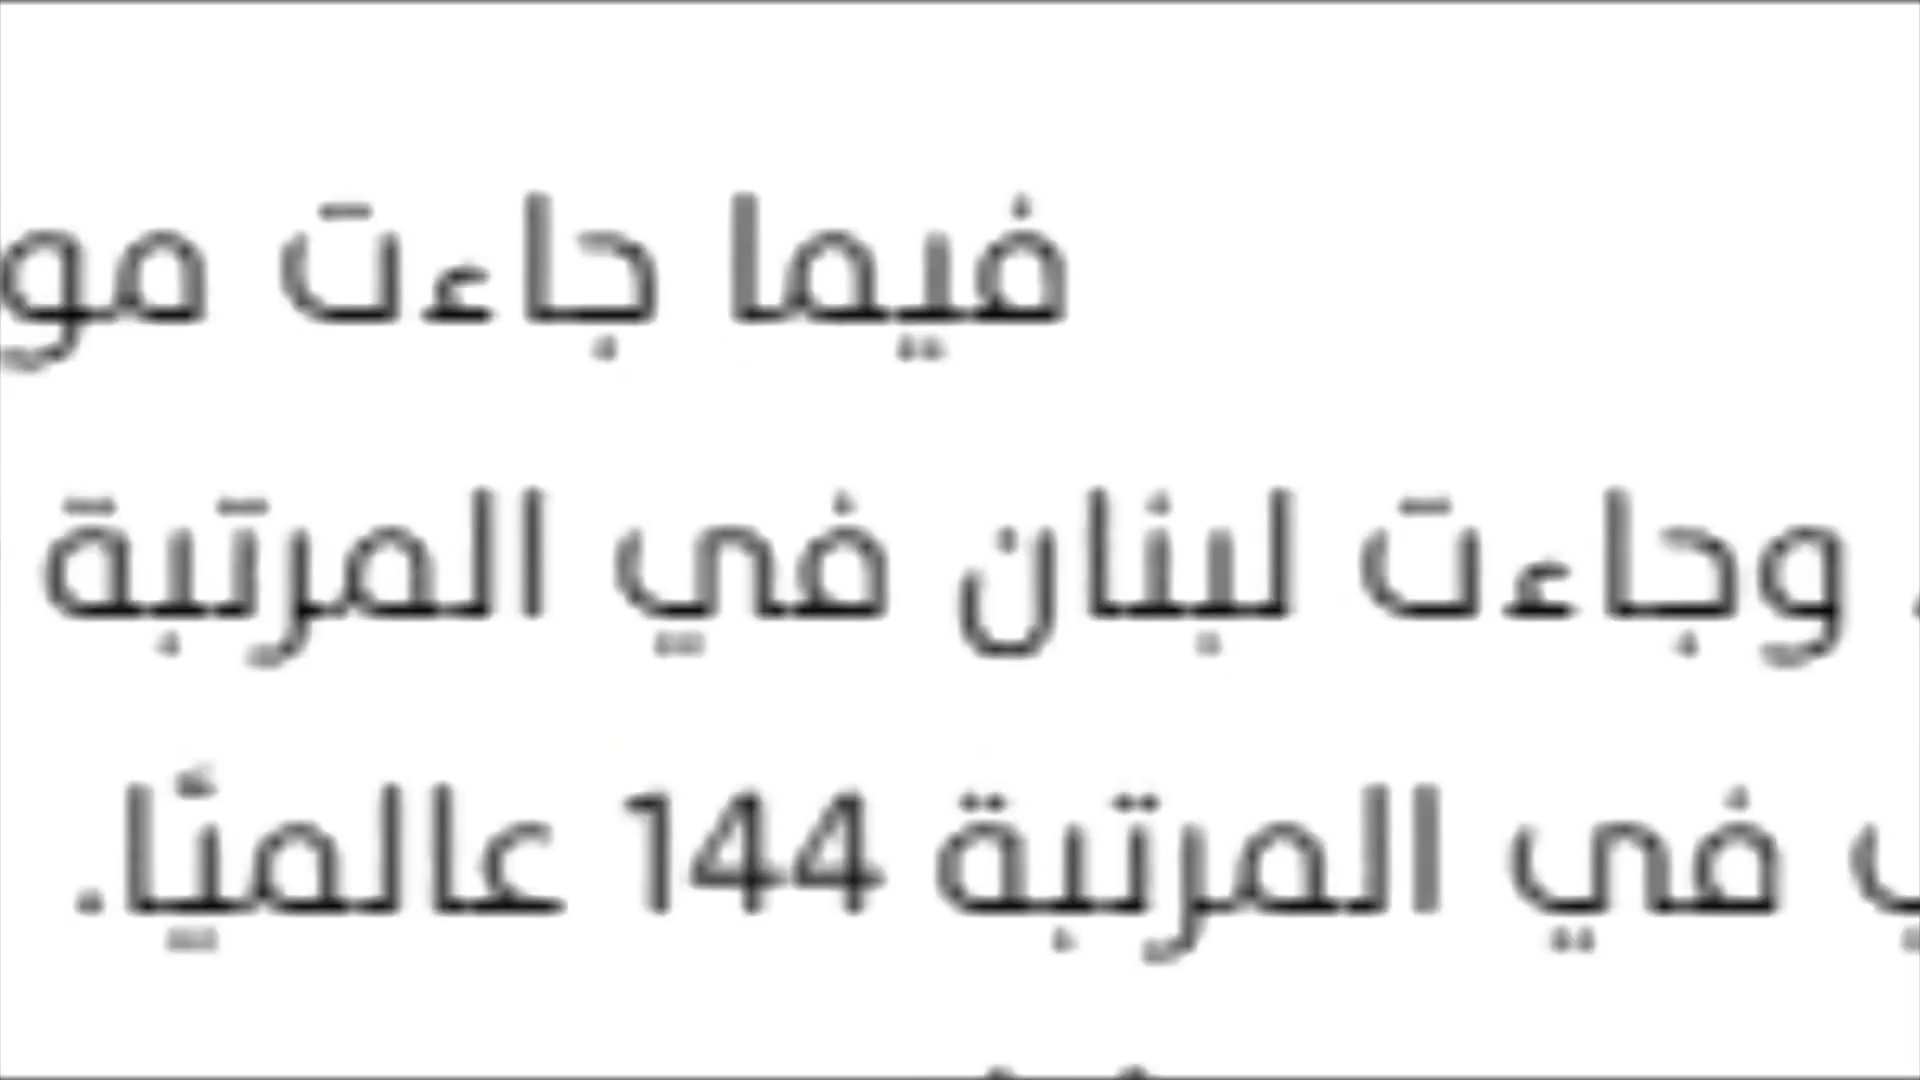 فيما جاءت مو
وجاءت لبنان في المرتبة
في المرتبة 144 عالميًا.